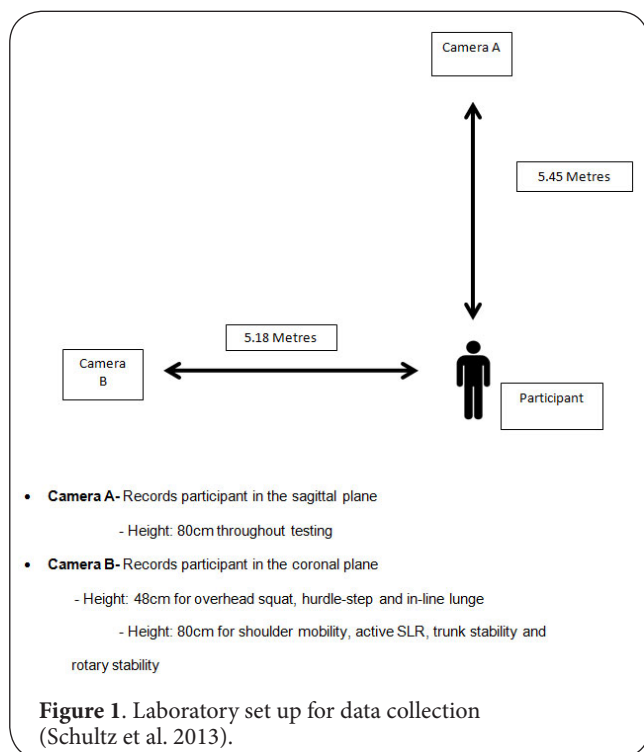 Camera A
5.45 Metres
5.18 Metres
Camera
B
Participant
• Camera A- Records participant in the sagittal plane
- Height: 80cm throughout testing
• Camera B- Records participant in the coronal plane
- Height: 48cm for overhead squat, hurdle-step and in-line lunge
- Height: 80cm for shoulder mobility, active SLR, trunk stability and
rotary stability
Figure 1. Laboratory set up for data collection
(Schultz et al. 2013).